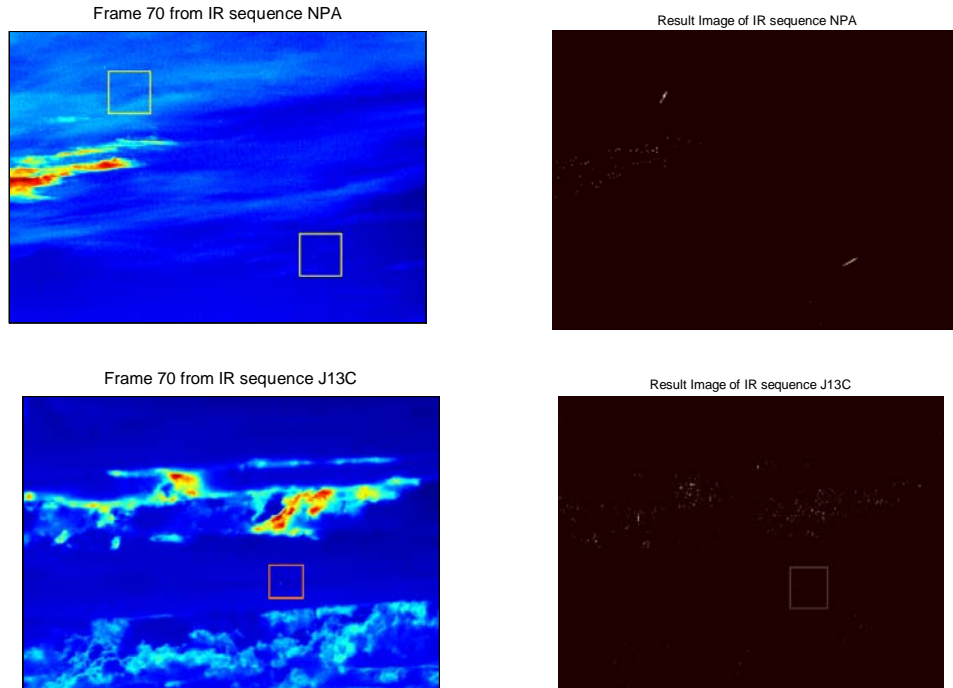 Frame 70 from IR sequence NPA
Result Image of IR sequence NPA
Frame 70 from IR sequence J13C
Result Image of IR sequence J13C